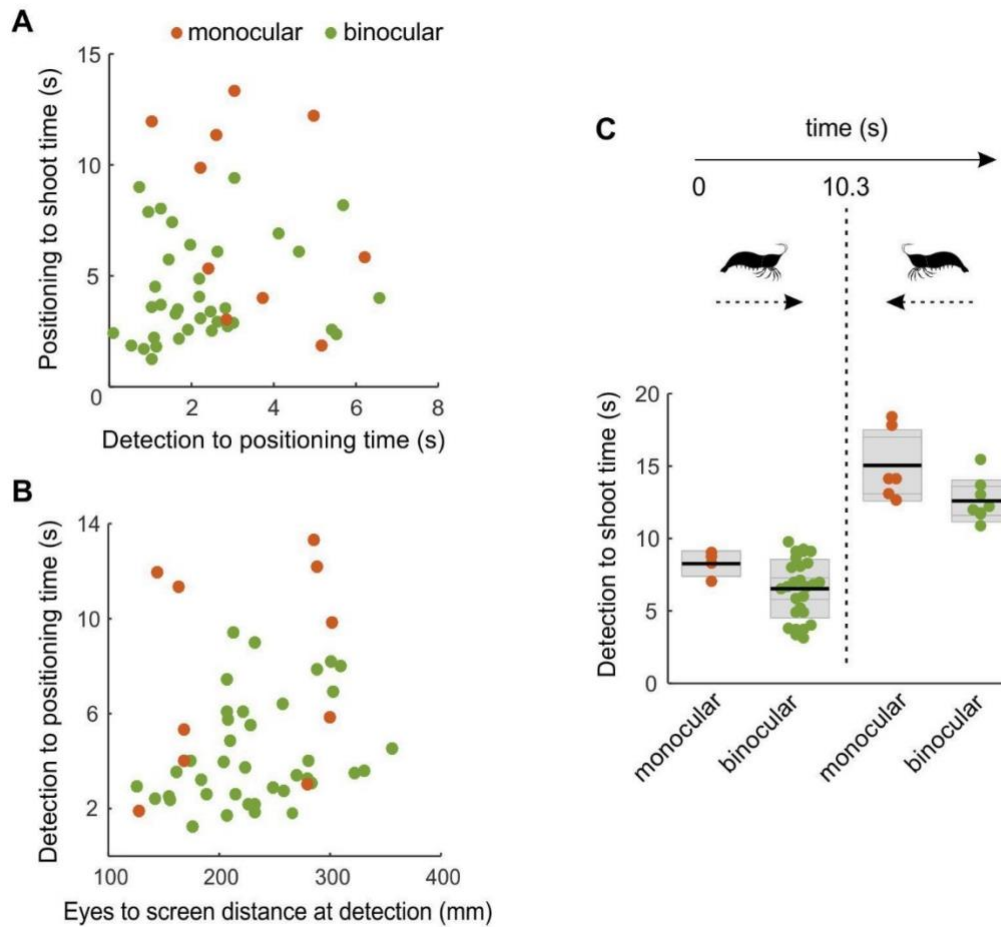 A
monocular binocular
15
10
5
0
2 4 6 8
Positioning to shoot time (s)
Detection to positioning time (s)
B
14
10
6
2
100 200 300 400
Detection to positioning time (s)
Eyes to screen distance at detection (mm)
C
time (s)
0 10.3
20
15
10
5
0
Detection to shoot time (s)
monocular binocular monocular binocular